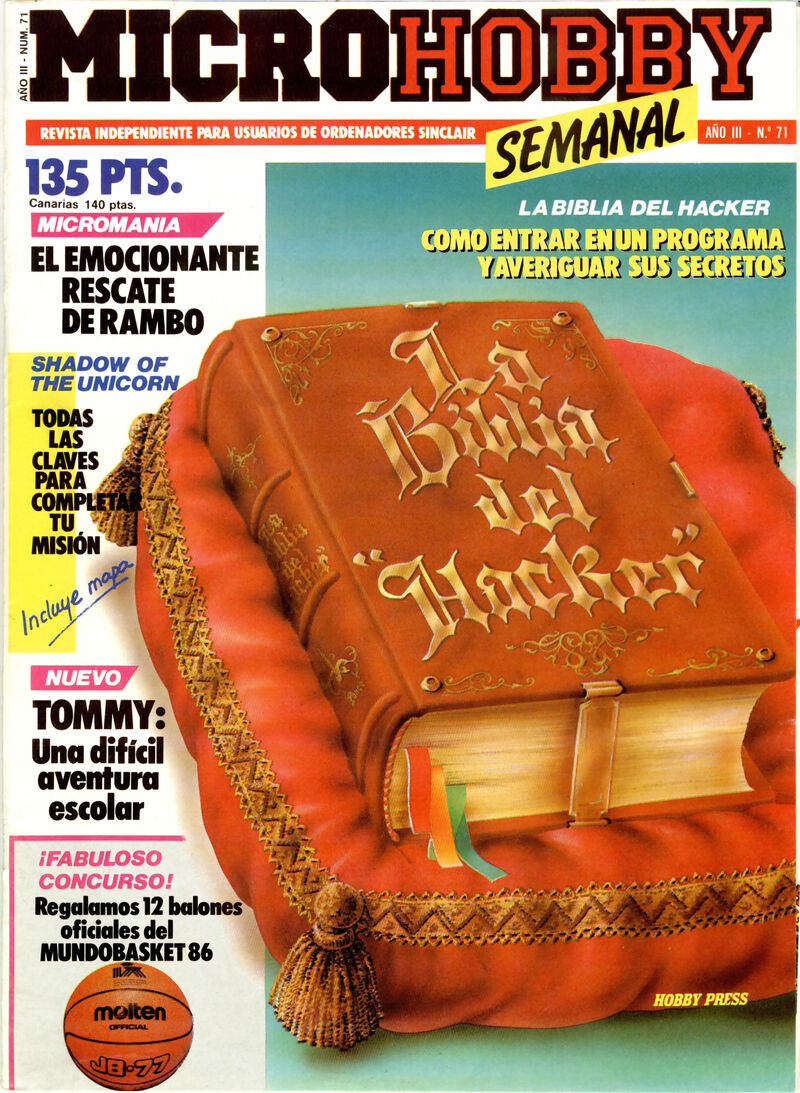 AÑO III - NUM. 71
MICROHOBBY
REVISTA INDEPENDIENTE PARA USUARIOS DE ORDENADORES SINCLAIR
SEMANAL
AÑO III - N.º 71
135 PTS.
Canarias 140 ptas.
MICROMANIA
EL EMOCIONANTE
RESCATE
DE RAMBO
LA BIBLIA DEL HACKER
COMO ENTRAR EN UN PROGRAMA
Y AVERIGUAR SUS SECRETOS
SHADOW OF
THE UNICORN
TODAS
LAS
CLAVES
PARA
COMPLETAR
TU
MISIÓN
Incluye mapa
La
Biblia
del
"Hacker"
La
Biblia
del
Hacker
NUEVO
TOMMY:
Una difícil
aventura
escolar
¡FABULOSO
CONCURSO!
Regalamos 12 balones
oficiales del
MUNDOBASKET 86
molten
OFFICIAL
JB-77
HOBBY PRESS